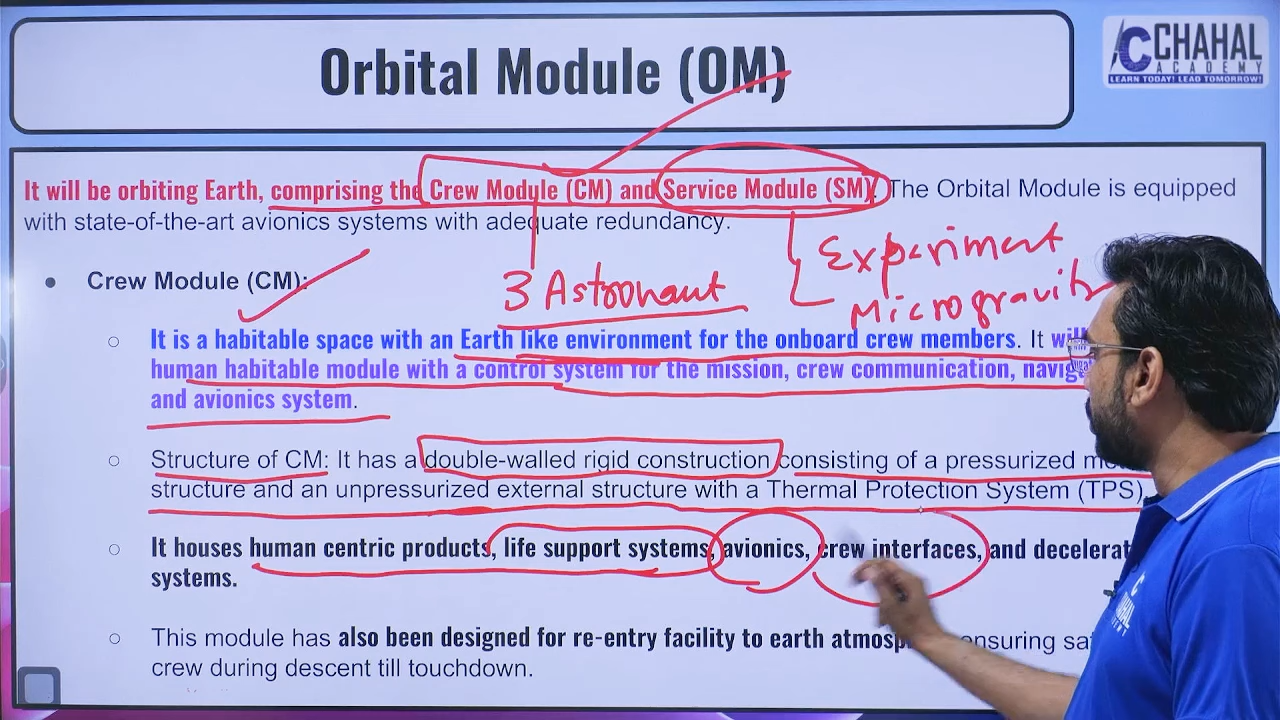 Orbital Module (OM)
CHAHAL
ACADEMY
LEARN TODAY! LEAD TOMORROW!
It will be orbiting Earth, comprising the Crew Module (CM) and Service Module (SM). The Orbital Module is equipped
with state-of-the-art avionics systems with adequate redundancy.
Experiment
● Crew Module (CM):
3 Astronaut
Microgravity
○ It is a habitable space with an Earth like environment for the onboard crew members. It
human habitable module with a control system for the mission, crew communication,
and avionics system.
○ Structure of CM: It has a double-walled rigid construction consisting of a pressurized
structure and an unpressurized external structure with a Thermal Protection System (TPS)
○ It houses human centric products, life support systems, avionics, crew interfaces, and
systems.
○ This module has also been designed for re-entry facility to earth
crew during descent till touchdown.
CHAHAL